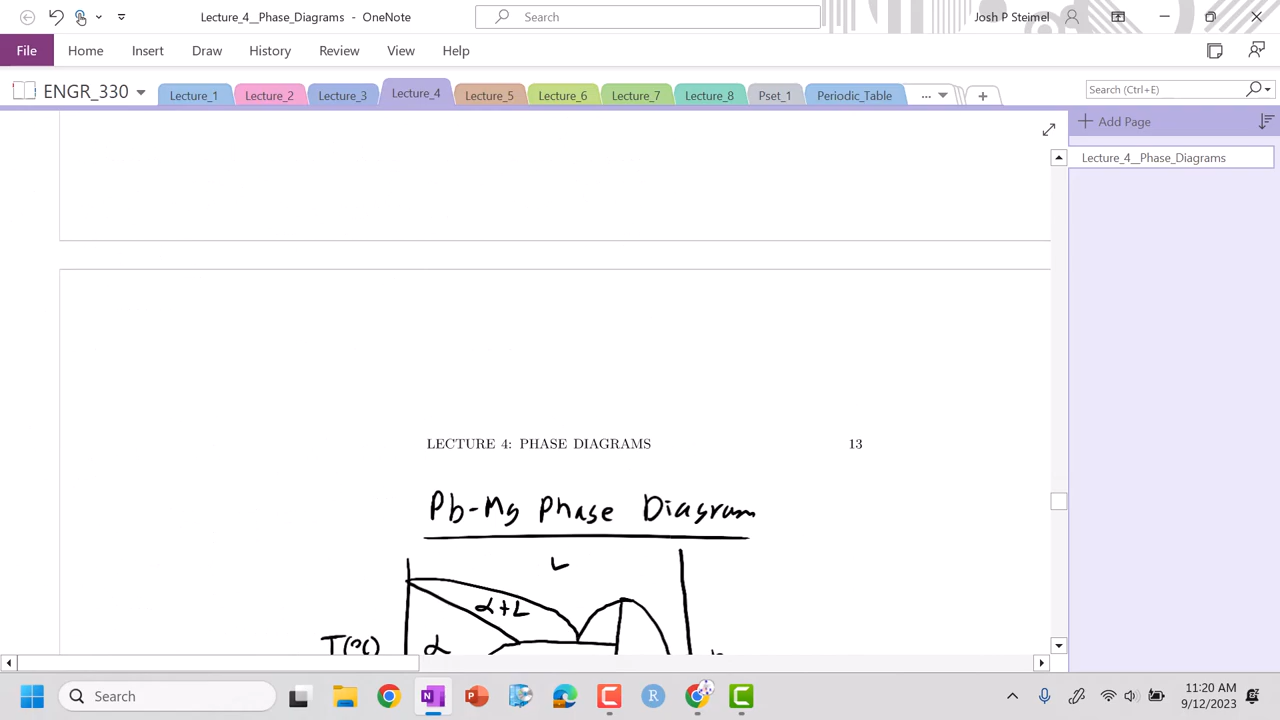 Lecture_4__Phase_Diagrams - OneNote
Search
Josh P Steimel
File Home Insert Draw History Review View Help
ENGR_330 Lecture_1 Lecture_2 Lecture_3 Lecture_4 Lecture_5 Lecture_6 Lecture_7 Lecture_8 Pset_1 Periodic_Table ...
Search (Ctrl+E)
Add Page
Lecture_4__Phase_Diagrams
LECTURE 4: PHASE DIAGRAMS 13
Pb-Mg Phase Diagram
L
α+L
T(°C)
α
Search
11:20 AM
9/12/2023